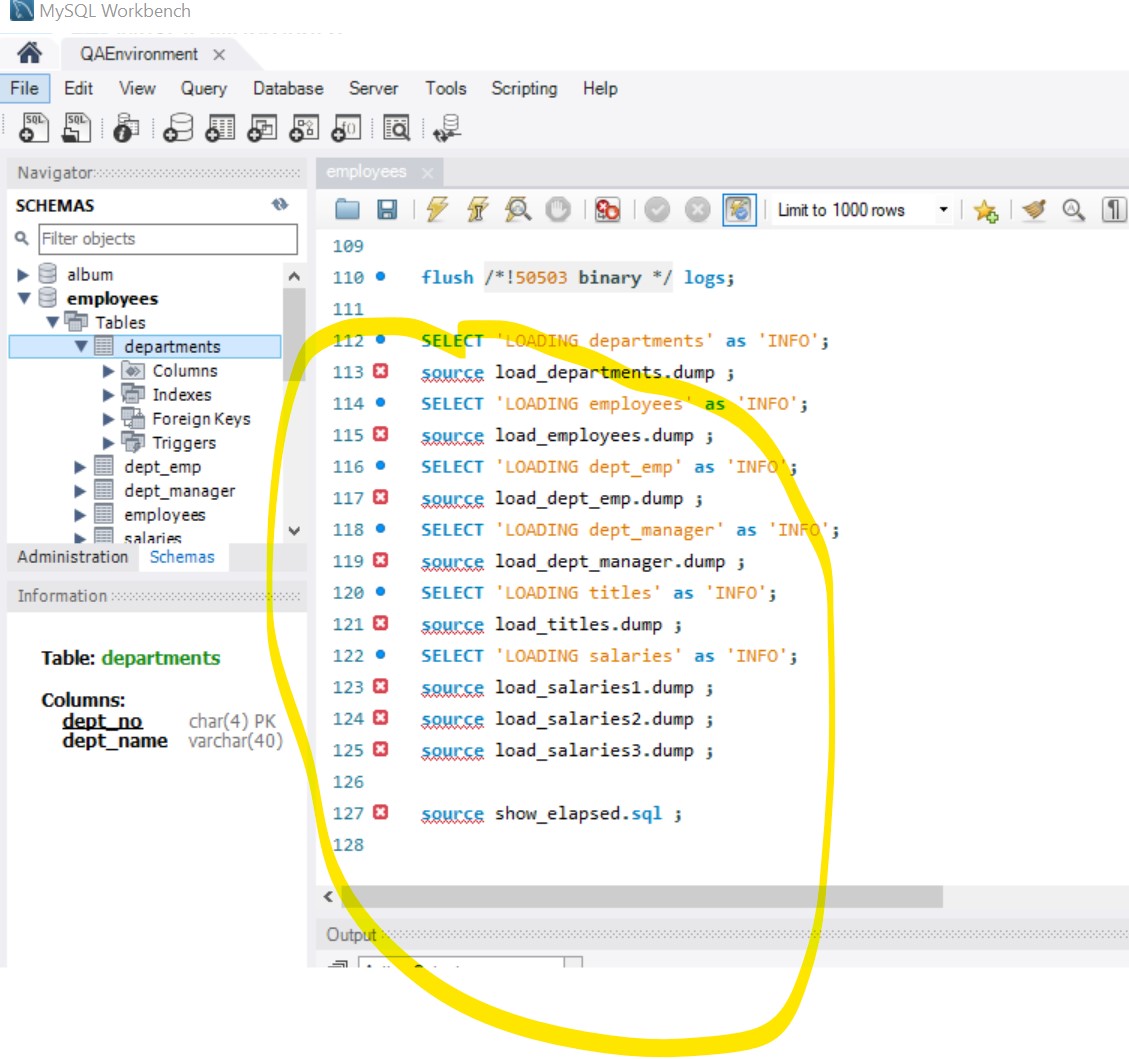 MySQL Workbench
QAEnvironment
File Edit View Query Database Server Tools Scripting Help
Navigator
SCHEMAS
Filter objects
album
employees
Tables
departments
Columns
Indexes
Foreign Keys
Triggers
dept_emp
dept_manager
employees
salaries
Administration Schemas
Information
Table: departments
Columns:
dept_no char(4) PK
dept_name varchar(40)
employees
Limit to 1000 rows
109
110 flush /*!50503 binary */ logs;
111
112 SELECT 'LOADING departments' as 'INFO';
113 source load_departments.dump ;
114 SELECT 'LOADING employees' as 'INFO';
115 source load_employees.dump ;
116 SELECT 'LOADING dept_emp' as 'INFO';
117 source load_dept_emp.dump ;
118 SELECT 'LOADING dept_manager' as 'INFO';
119 source load_dept_manager.dump ;
120 SELECT 'LOADING titles' as 'INFO';
121 source load_titles.dump ;
122 SELECT 'LOADING salaries' as 'INFO';
123 source load_salaries1.dump ;
124 source load_salaries2.dump ;
125 source load_salaries3.dump ;
126
127 source show_elapsed.sql ;
128
Output